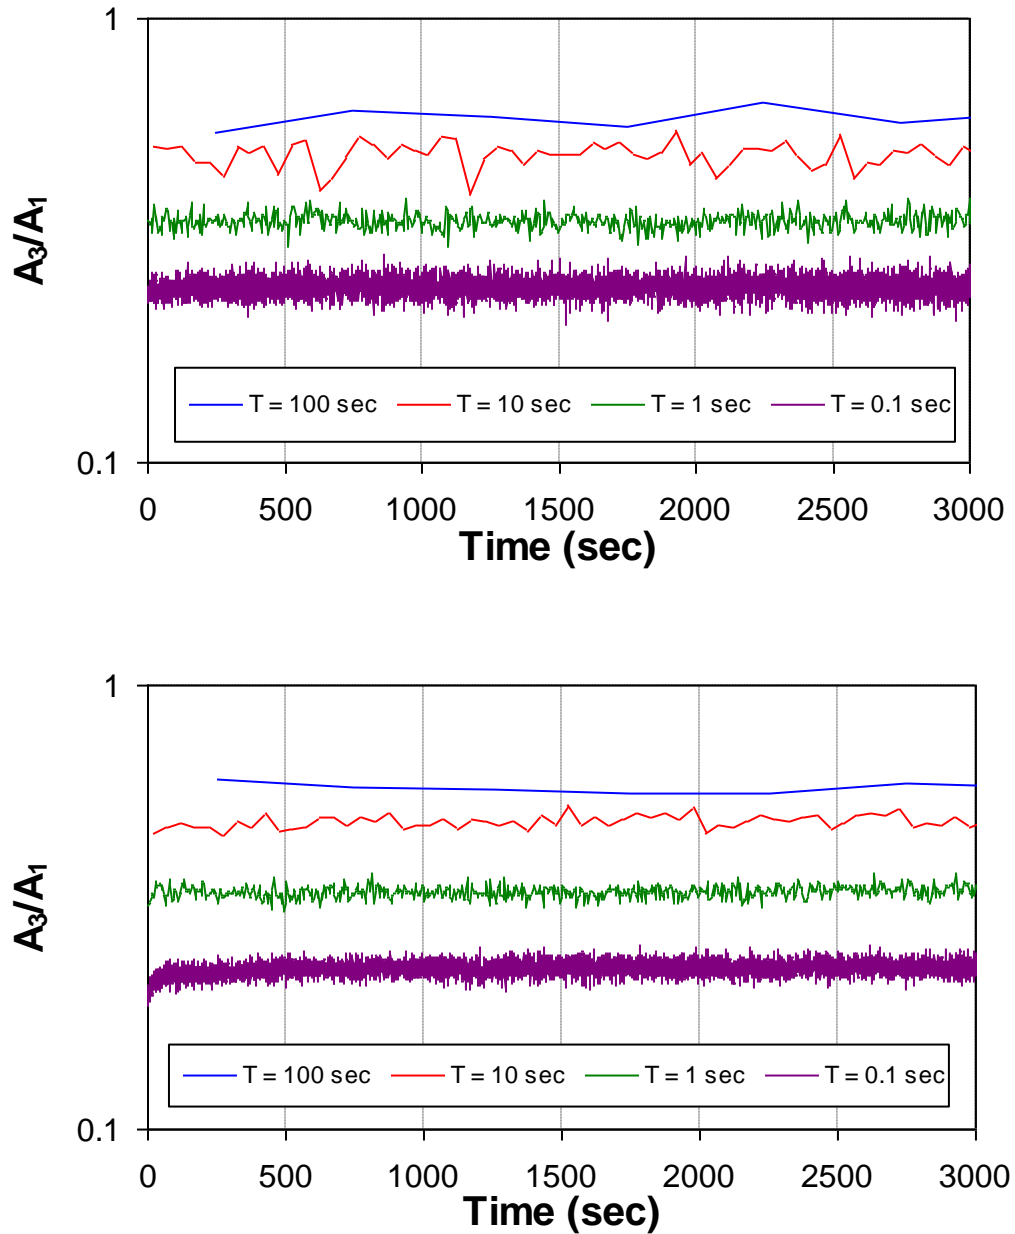 1
A3/A1
T = 100 sec T = 10 sec T = 1 sec T = 0.1 sec
0.1
0 500 1000 1500 2000 2500 3000
Time (sec)
1
A3/A1
T = 100 sec T = 10 sec T = 1 sec T = 0.1 sec
0.1
0 500 1000 1500 2000 2500 3000
Time (sec)